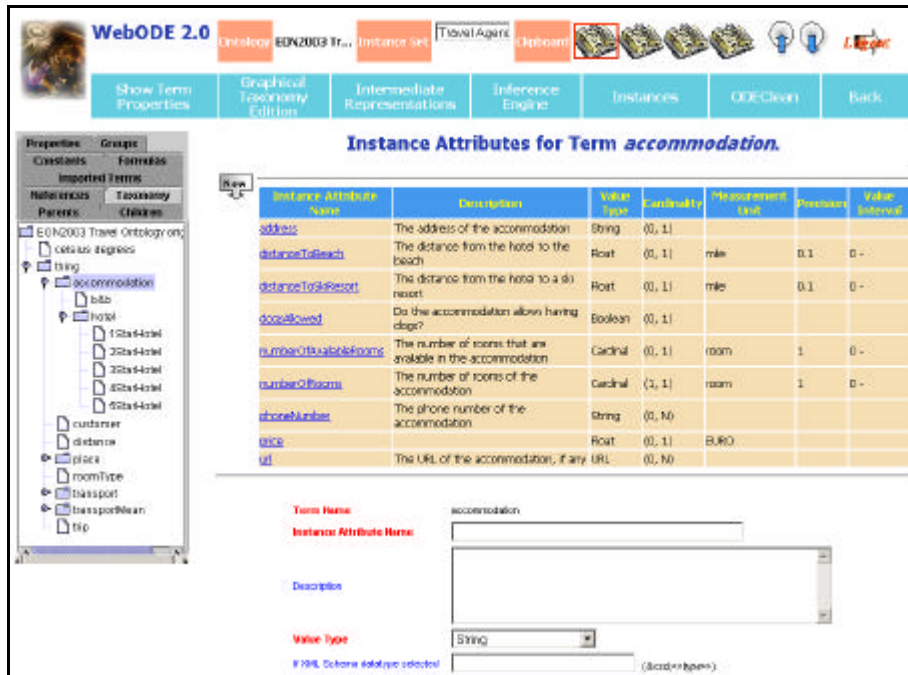 WebODE 2.0
Ontology EON2003 Tr... Instance Set Travel Agent Clipboard
Show Term Properties
Graphical Taxonomy Edition
Intermediate Representations
Inference Engine
Instances
ODEClean
Back
Properties Groups
Constants Formulas
Imported Terms
References Taxonomy
Parents Children
EON2003 Travel Ontology orig
celsius degrees
thing
accommodation
b&b
hotel
1StarHotel
2StarHotel
3StarHotel
4StarHotel
5StarHotel
customer
distance
place
roomType
transport
transportMean
trip
Instance Attributes for Term accommodation.
New
Instance Attribute Name Description Value Type Cardinality Measurement Unit Precision Value Interval
address The address of the accommodation String (0, 1)
distanceToBeach The distance from the hotel to the beach Float (0, 1) mile 0.1 0 -
distanceToSkiResort The distance from the hotel to a ski resort Float (0, 1) mile 0.1 0 -
dogsAllowed Do the accommodation allows having dogs? Boolean (0, 1)
numberOfAvailableRooms The number of rooms that are available in the accommodation Cardinal (0, 1) room 1 0 -
numberOfRooms The number of rooms of the accommodation Cardinal (1, 1) room 1 0 -
phoneNumber The phone number of the accommodation String (0, N)
price Float (0, 1) EURO
url The URL of the accommodation, if any URL (0, N)
Term Name accommodation
Instance Attribute Name
Description
Value Type String
If XML Schema datatype selected